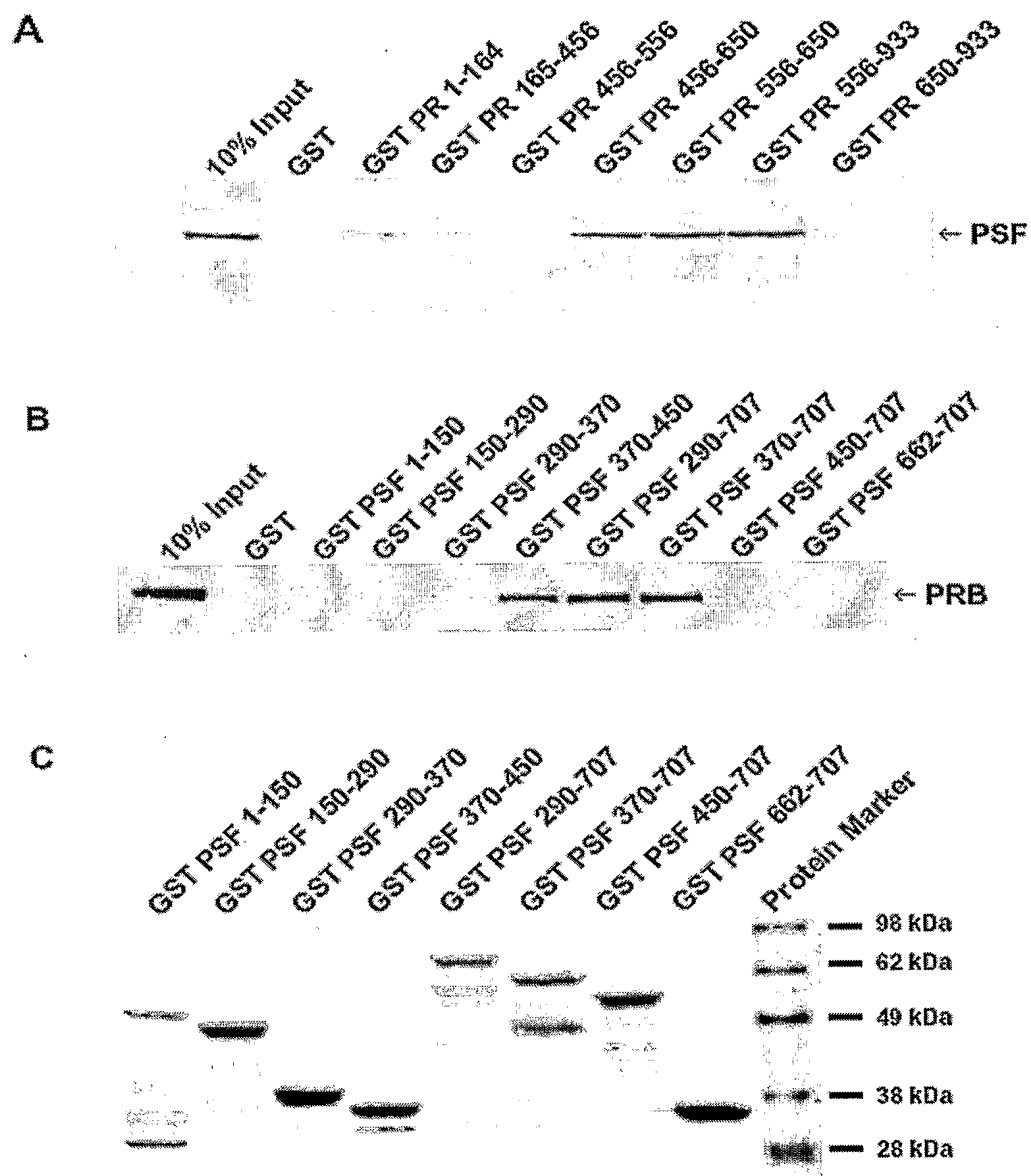 A
10% Input
GST
GST PR 1-164
GST PR 165-456
GST PR 456-556
GST PR 456-650
GST PR 556-650
GST PR 556-933
GST PR 650-933
← PSF
B
10% Input
GST
GST PSF 1-150
GST PSF 150-290
GST PSF 290-370
GST PSF 370-450
GST PSF 290-707
GST PSF 370-707
GST PSF 450-707
GST PSF 662-707
← PRB
C
GST PSF 1-150
GST PSF 150-290
GST PSF 290-370
GST PSF 370-450
GST PSF 290-707
GST PSF 370-707
GST PSF 450-707
GST PSF 662-707
Protein Marker
98 kDa
62 kDa
49 kDa
38 kDa
28 kDa